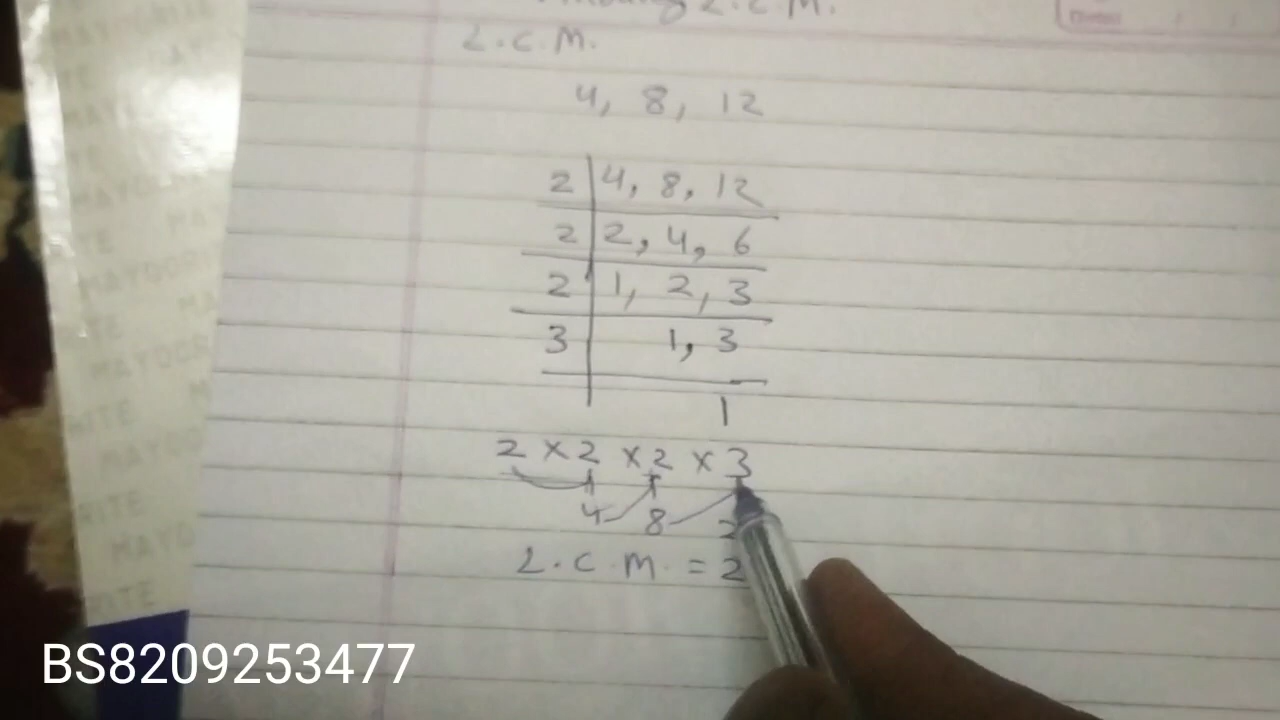 L.C.M.
L.C.M.
4, 8, 12
2 4, 8, 12
2 2, 4, 6
2 1, 2, 3
3 1, 3
1
2 × 2 × 2 × 3
4 8 2
L.C.M. = 2
BS8209253477